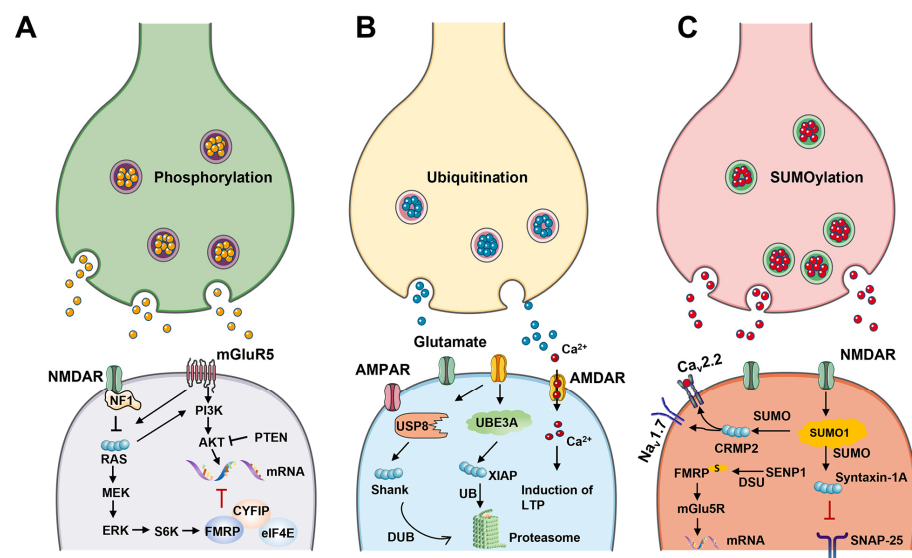 A
Phosphorylation
NMDAR
mGluR5
NF1
PI3K
RAS
AKT
PTEN
mRNA
MEK
CYFIP
ERK
S6K
FMRP
eIF4E
B
Ubiquitination
Glutamate
Ca2+
AMPAR
AMDAR
USP8
UBE3A
Ca2+
Shank
XIAP
UB
Induction of
LTP
DUB
Proteasome
C
SUMOylation
NMDAR
Cav2.2
Nav1.7
SUMO
SUMO1
CRMP2
SUMO
FMRP
S
SENP1
DSU
Syntaxin-1A
mGlu5R
mRNA
SNAP-25